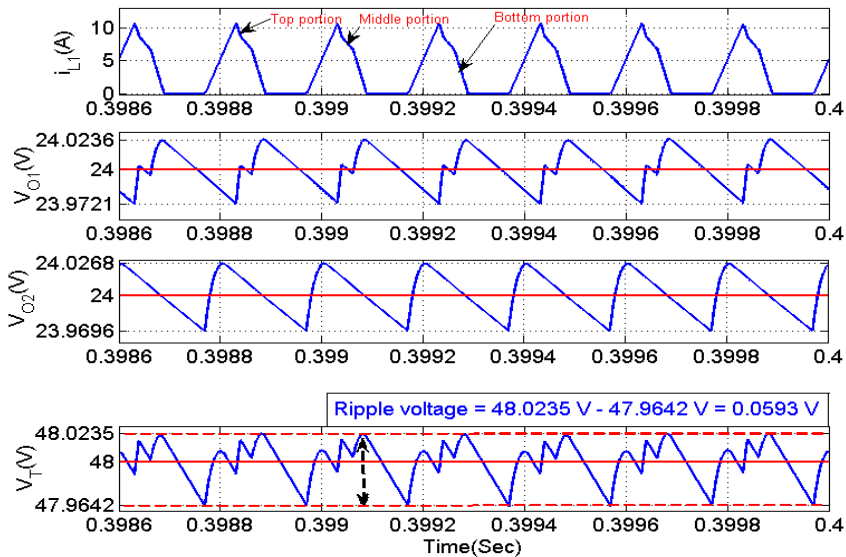 10
5
0
i_L1(A)
Top portion
Middle portion
Bottom portion
0.3986 0.3988 0.399 0.3992 0.3994 0.3996 0.3998 0.4
24.0236
24
23.9721
V_O1(V)
0.3986 0.3988 0.399 0.3992 0.3994 0.3996 0.3998 0.4
24.0268
24
23.9696
V_O2(V)
0.3986 0.3988 0.399 0.3992 0.3994 0.3996 0.3998 0.4
Ripple voltage = 48.0235 V - 47.9642 V = 0.0593 V
48.0235
48
47.9642
V_T(V)
0.3986 0.3988 0.399 0.3992 0.3994 0.3996 0.3998 0.4
Time(Sec)